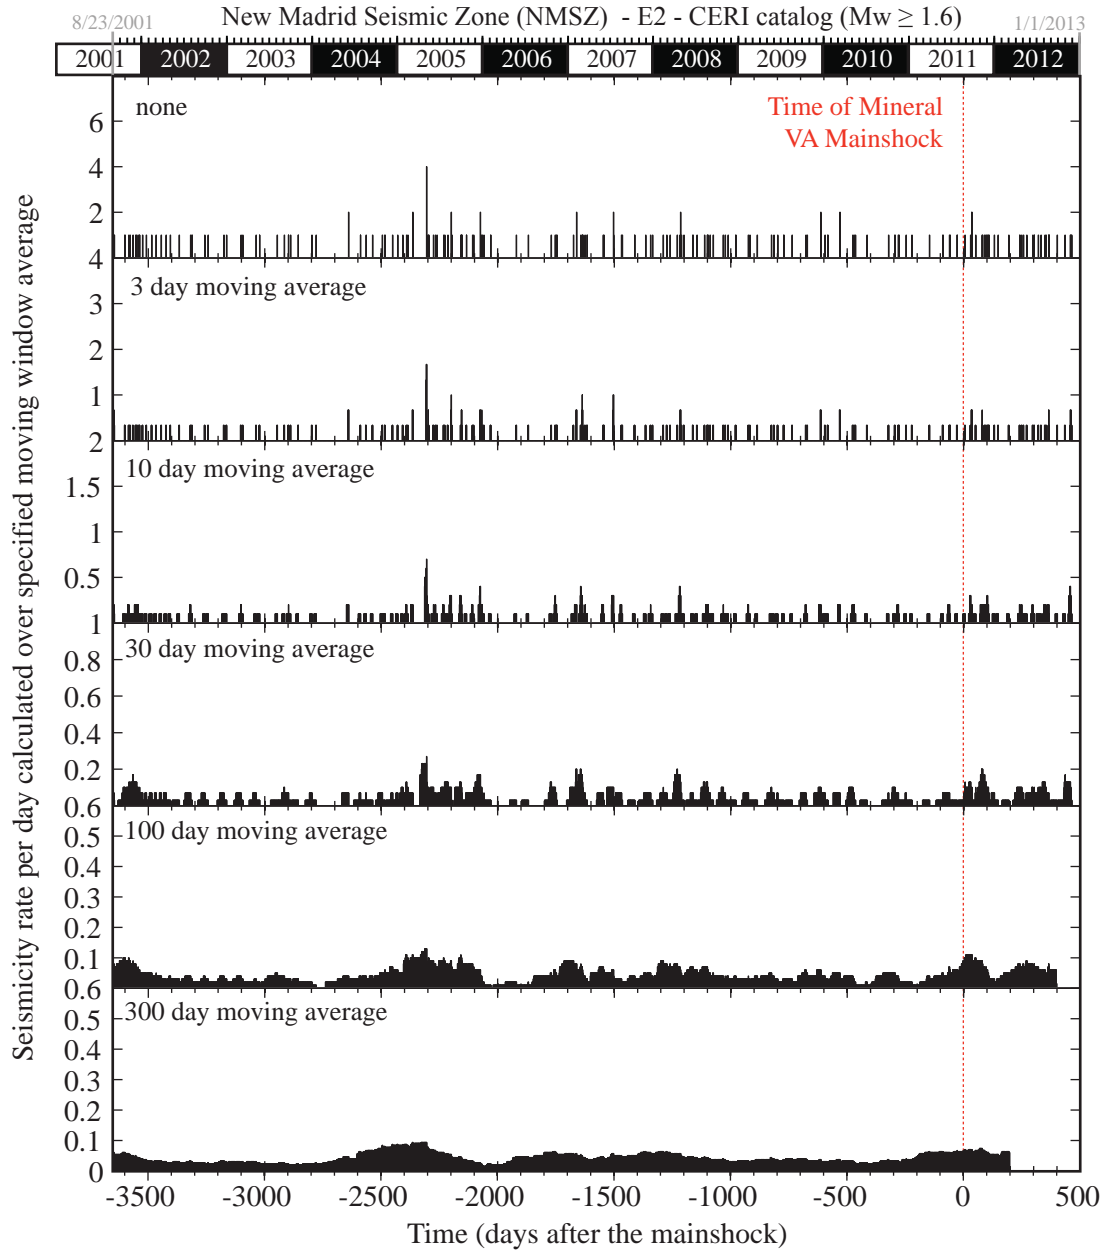 New Madrid Seismic Zone (NMSZ) - E2 - CERI catalog (Mw ≥ 1.6)
8/23/2001
1/1/2013
2001 2002 2003 2004 2005 2006 2007 2008 2009 2010 2011 2012
none
Time of Mineral
VA Mainshock
6
4
2
4
3 day moving average
3
2
1
2
10 day moving average
1.5
1
0.5
1
30 day moving average
0.8
0.6
0.4
0.2
0.6
100 day moving average
0.5
0.4
0.3
0.2
0.1
0.6
300 day moving average
0.5
0.4
0.3
0.2
0.1
0
-3500 -3000 -2500 -2000 -1500 -1000 -500 0 500
Time (days after the mainshock)
Seismicity rate per day calculated over specified moving window average